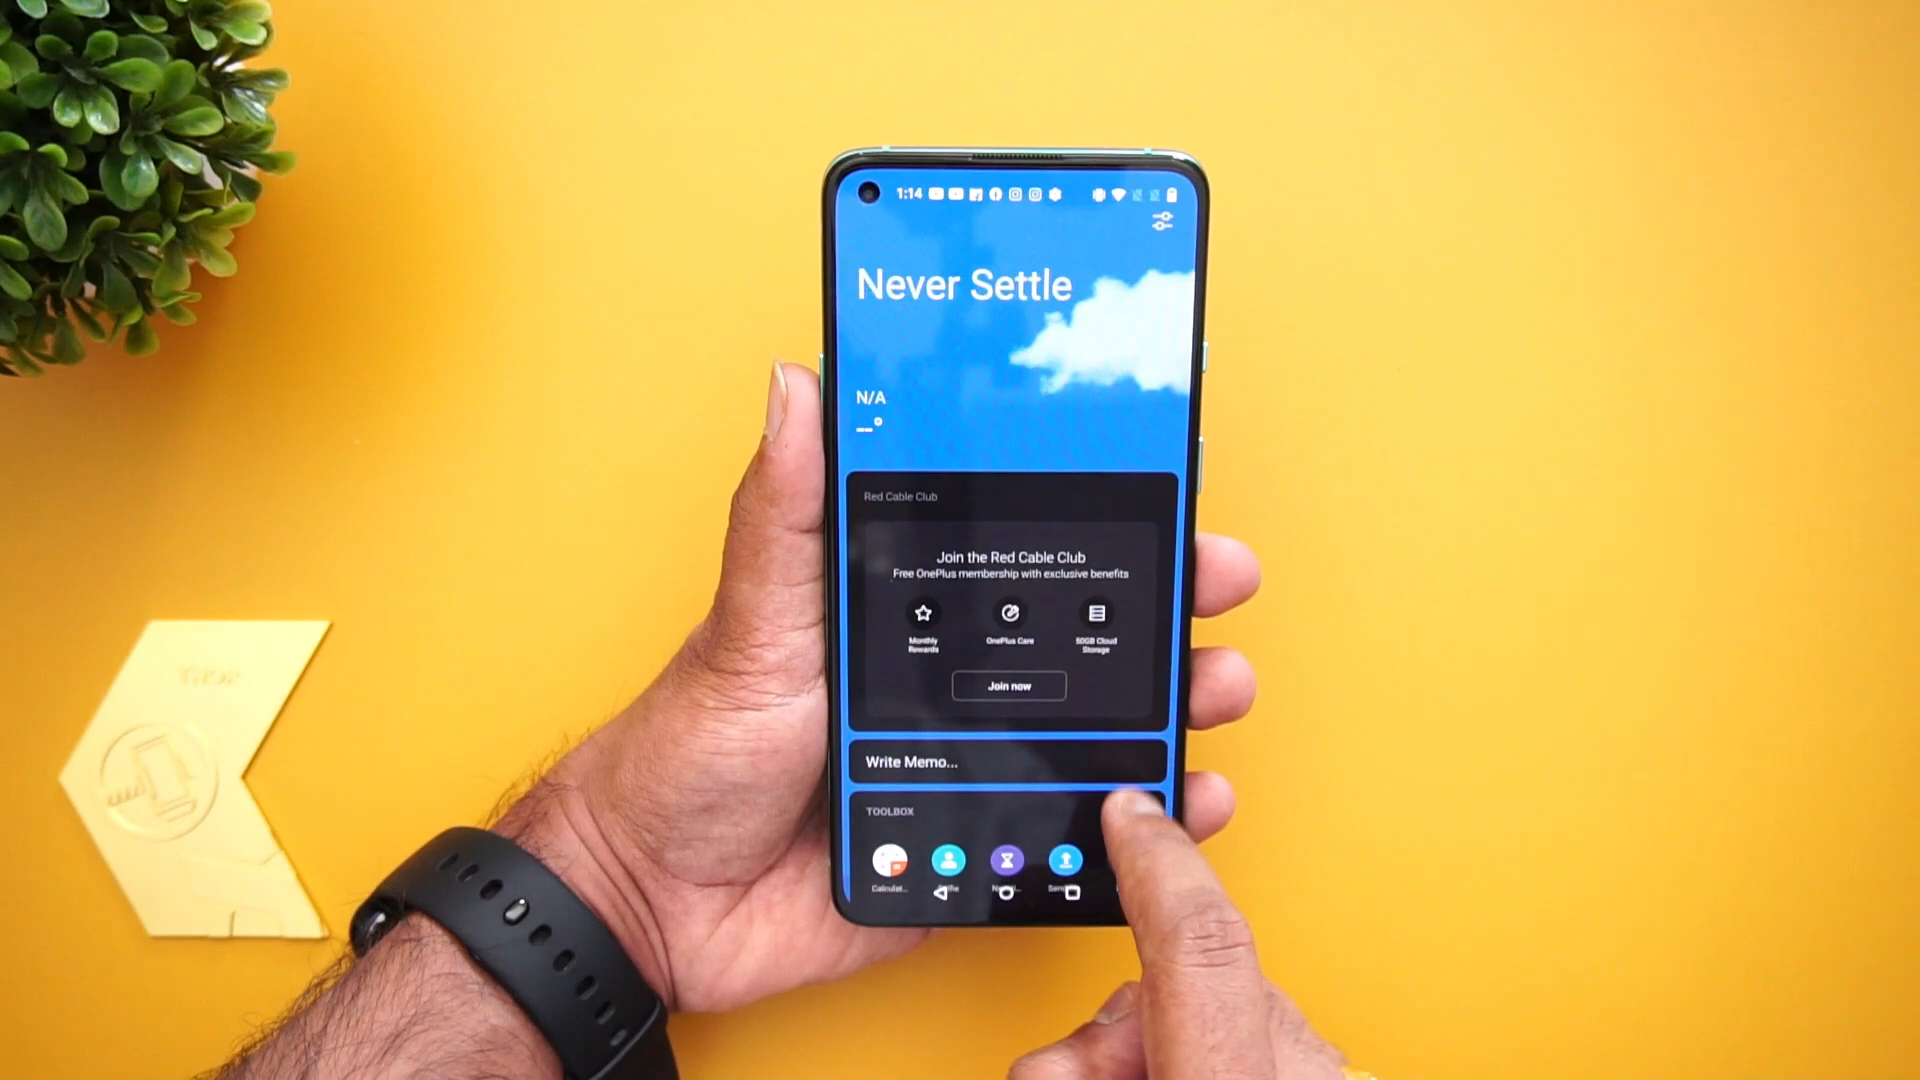 1:14
Never Settle
N/A
--°
Red Cable Club
Join the Red Cable Club
Free OnePlus membership with exclusive benefits
Monthly
Rewards
OnePlus Care
50GB Cloud
Storage
Join now
Write Memo...
TOOLBOX
Calculat...